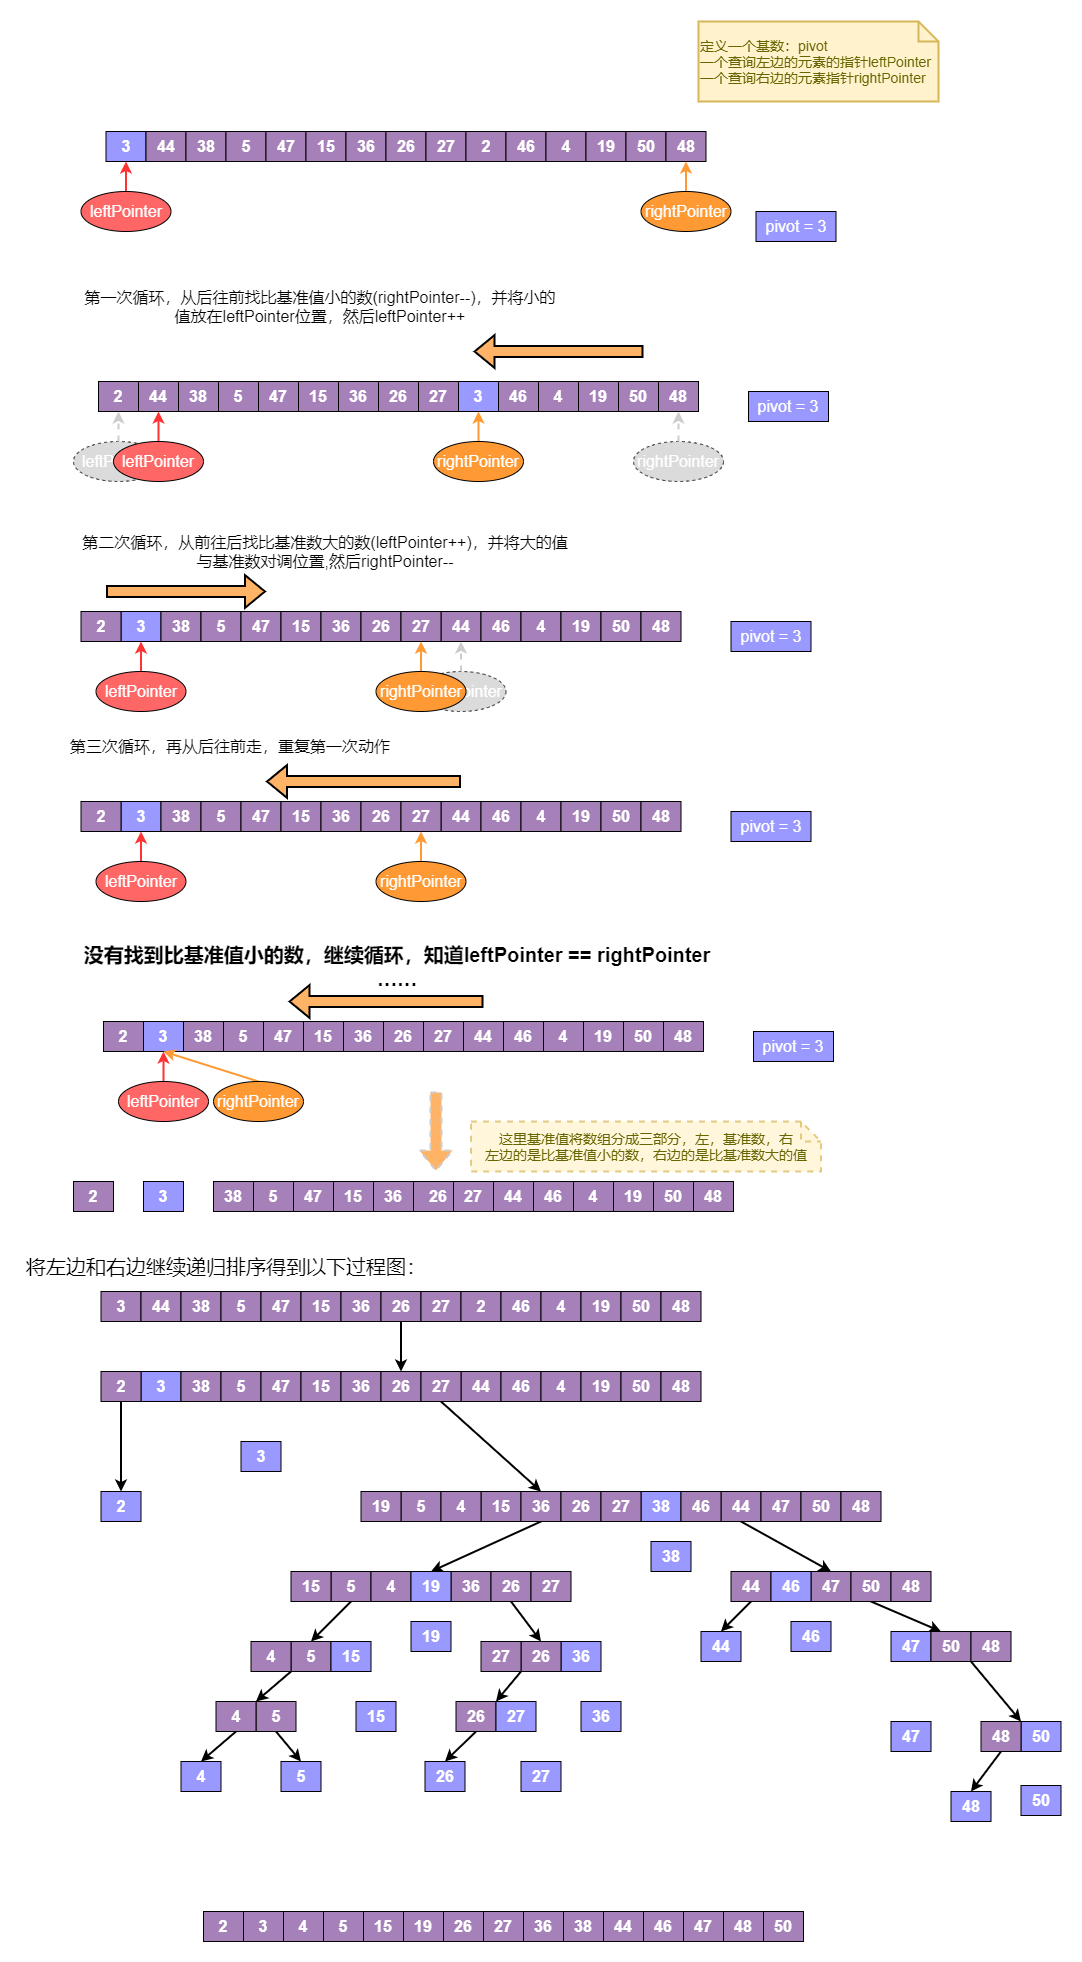 定义一个基数：pivot
一个查询左边的元素的指针leftPointer
一个查询右边的元素指针rightPointer
3 44 38 5 47 15 36 26 27 2 46 4 19 50 48
leftPointer rightPointer
pivot = 3
第一次循环，从后往前找比基准值小的数(rightPointer--)，并将小的
值放在leftPointer位置，然后leftPointer++
2 44 38 5 47 15 36 26 27 3 46 4 19 50 48
pivot = 3
leftP leftPointer rightPointer rightPointer
第二次循环，从前往后找比基准数大的数(leftPointer++)，并将大的值
与基准数对调位置,然后rightPointer--
2 3 38 5 47 15 36 26 27 44 46 4 19 50 48
pivot = 3
leftPointer rightPointer inter
第三次循环，再从后往前走，重复第一次动作
2 3 38 5 47 15 36 26 27 44 46 4 19 50 48
pivot = 3
leftPointer rightPointer
没有找到比基准值小的数，继续循环，知道leftPointer == rightPointer
······
2 3 38 5 47 15 36 26 27 44 46 4 19 50 48
pivot = 3
leftPointer rightPointer
这里基准值将数组分成三部分，左，基准数，右
左边的是比基准值小的数，右边的是比基准数大的值
2 3 38 5 47 15 36 26 27 44 46 4 19 50 48
将左边和右边继续递归排序得到以下过程图：
3 44 38 5 47 15 36 26 27 2 46 4 19 50 48
2 3 38 5 47 15 36 26 27 44 46 4 19 50 48
3
2 19 5 4 15 36 26 27 38 46 44 47 50 48
38
15 5 4 19 36 26 27 44 46 47 50 48
19 46
44 47 50 48
4 5 15 27 26 36
4 5 15 26 27 36
47 48 50
4 5 26 27
48 50
2 3 4 5 15 19 26 27 36 38 44 46 47 48 50